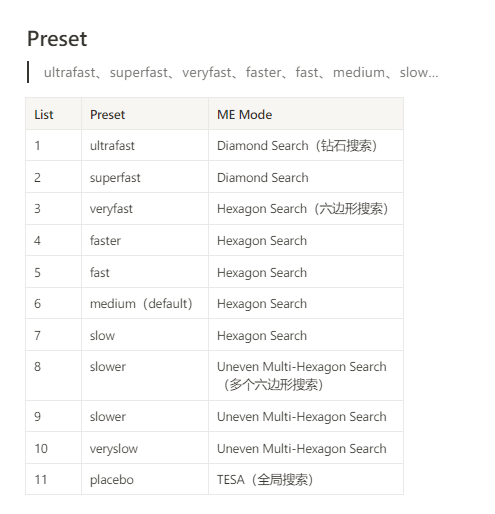 Preset
ultrafast、superfast、veryfast、faster、fast、medium、slow...
List Preset ME Mode
1 ultrafast Diamond Search（钻石搜索）
2 superfast Diamond Search
3 veryfast Hexagon Search（六边形搜索）
4 faster Hexagon Search
5 fast Hexagon Search
6 medium（default） Hexagon Search
7 slow Hexagon Search
8 slower Uneven Multi-Hexagon Search
（多个六边形搜索）
9 slower Uneven Multi-Hexagon Search
10 veryslow Uneven Multi-Hexagon Search
11 placebo TESA（全局搜索）